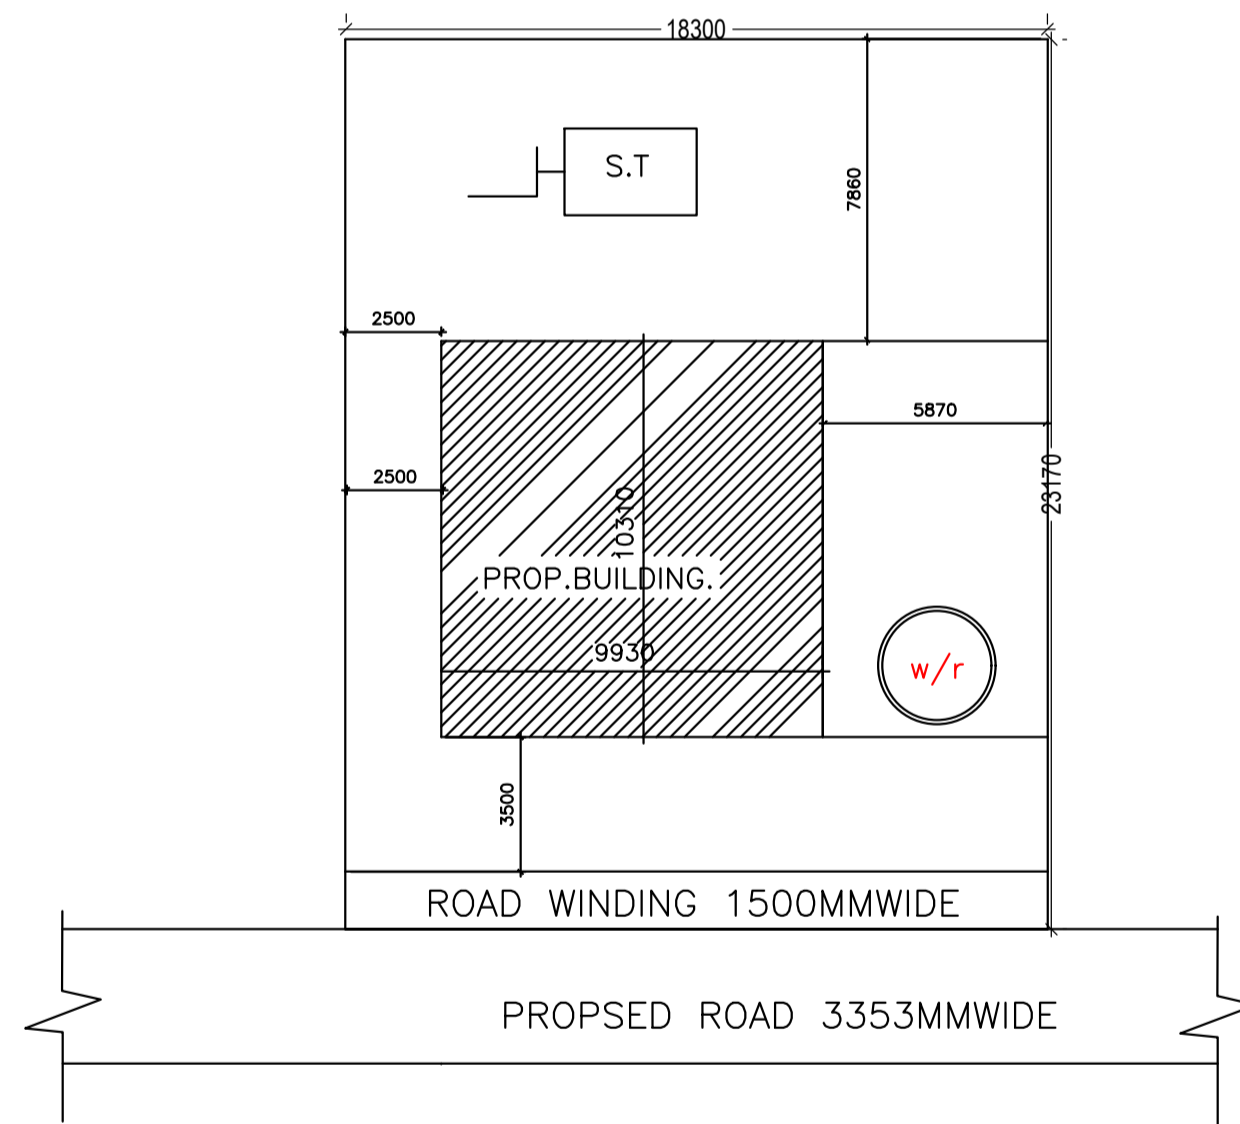 18300
S.T
7860
2500
5870
23170
2500
10310
PROP.BUILDING.
9930
w/r
3500
ROAD WINDING 1500MMWIDE
PROPSED ROAD 3353MMWIDE